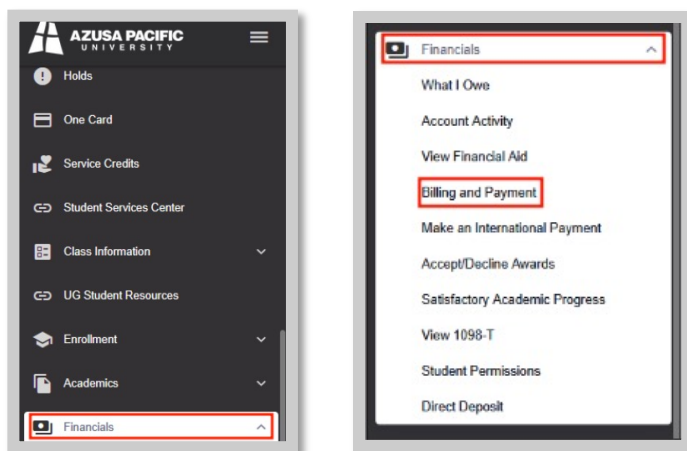 AZUSA PACIFIC
UNIVERSITY
Holds
One Card
Service Credits
Student Services Center
Class Information
UG Student Resources
Enrollment
Academics
Financials
Financials
What I Owe
Account Activity
View Financial Aid
Billing and Payment
Make an International Payment
Accept/Decline Awards
Satisfactory Academic Progress
View 1098-T
Student Permissions
Direct Deposit